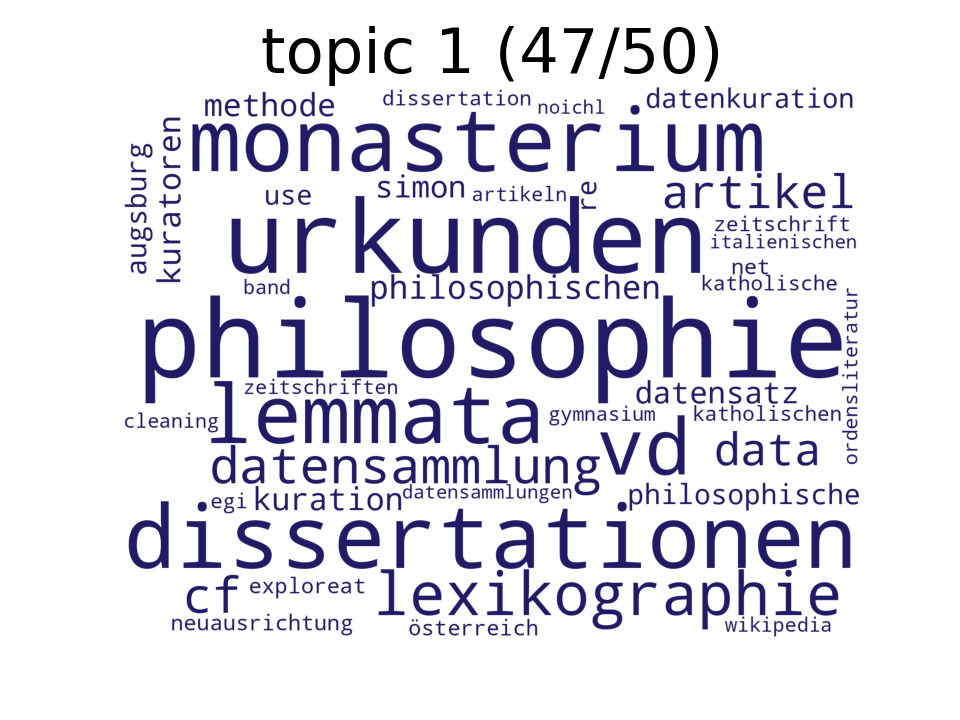 topic 1 (47/50)
methode
dissertation
noichl
datenkuration
augsburg
kuratoren
monasterium
use
simon
artikeln
re
artikel
urkunden
zeitschrift
italienischen
net
band
philosophischen
katholische
philosophie
ordensliteratur
zeitschriften
datensatz
cleaning
lemmata
gymnasium
katholischen
vd
data
datensammlung
egi
kuration
datensammlungen
philosophische
dissertationen
cf
exploreat
lexikographie
neuausrichtung
österreich
wikipedia